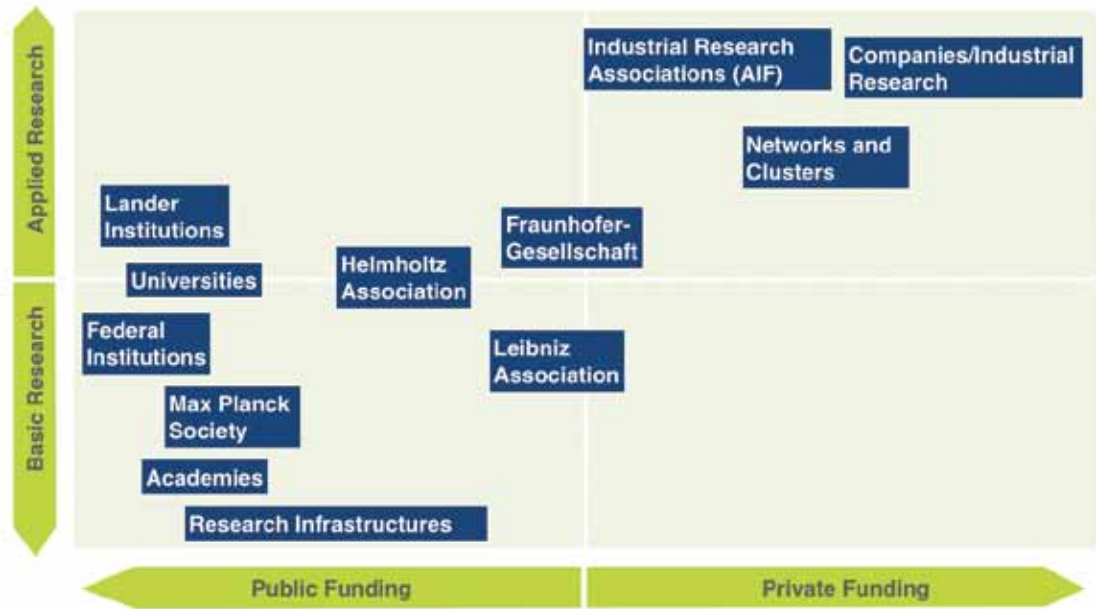 Applied Research
Basic Research
Industrial Research
Associations (AIF)
Companies/Industrial
Research
Networks and
Clusters
Lander
Institutions
Fraunhofer-
Gesellschaft
Universities
Helmholtz
Association
Federal
Institutions
Leibniz
Association
Max Planck
Society
Academies
Research Infrastructures
Public Funding
Private Funding